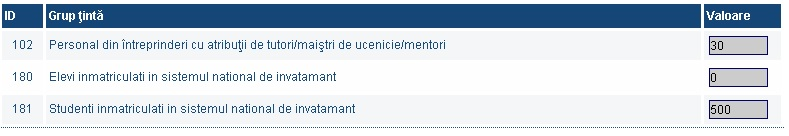 ID Grup ţintă Valoare
102 Personal din întreprinderi cu atribuţii de tutori/maiştri de ucenicie/mentori 30
180 Elevi inmatriculati in sistemul national de invatamant 0
181 Studenti inmatriculati in sistemul national de invatamant 500